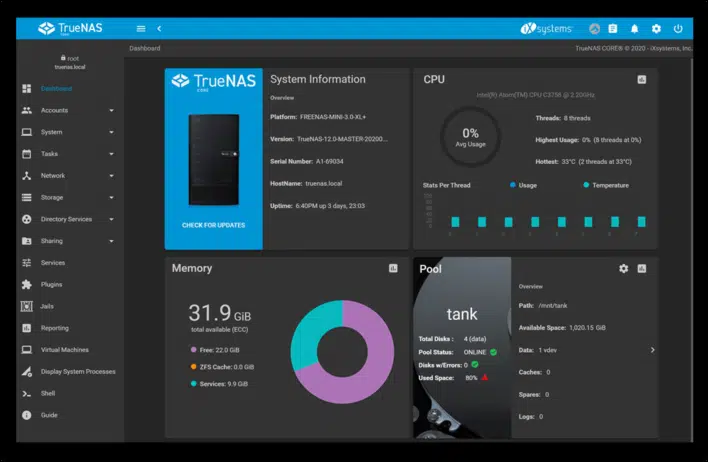 TrueNAS
CORE
iXsystems
root
truenas.local
Dashboard
TrueNAS CORE® © 2020 - iXsystems, Inc.
Dashboard
Accounts
System
Tasks
Network
Storage
Directory Services
Sharing
Services
Plugins
Jails
Reporting
Virtual Machines
Display System Processes
Shell
Guide
TrueNAS
CORE
CHECK FOR UPDATES
System Information
Overview
Platform: FREENAS-MINI-3.0-XL+
Version: TrueNAS-12.0-MASTER-20200...
Serial Number: A1-69034
HostName: truenas.local
Uptime: 6:40PM up 3 days, 23:03
CPU
Intel(R) Atom(TM) CPU C3758 @ 2.20GHz
0%
Avg Usage
Threads: 8 threads
Highest Usage: 0% (8 threads at 0%)
Hottest: 33°C (2 threads at 33°C)
Stats Per Thread
Usage
Temperature
Memory
31.9 GiB
total available (ECC)
Free: 22.0 GiB
ZFS Cache: 0.0 GiB
Services: 9.9 GiB
Pool
tank
Total Disks: 4 (data)
Pool Status: ONLINE
Disks w/Errors: 0
Used Space: 80%
Overview
Path: /mnt/tank
Available Space: 1,020.15 GiB
Data: 1 vdev
Caches: 0
Spares: 0
Logs: 0